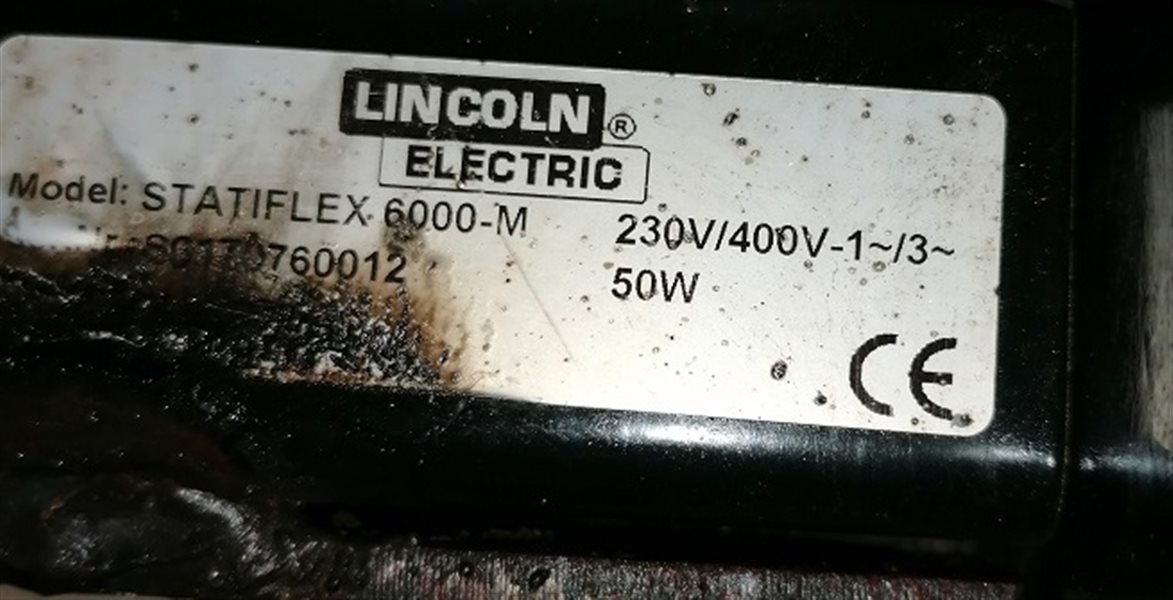 LINCOLN ®
ELECTRIC
Model: STATIFLEX 6000-M
230V/400V-1~/3~
50W
CE